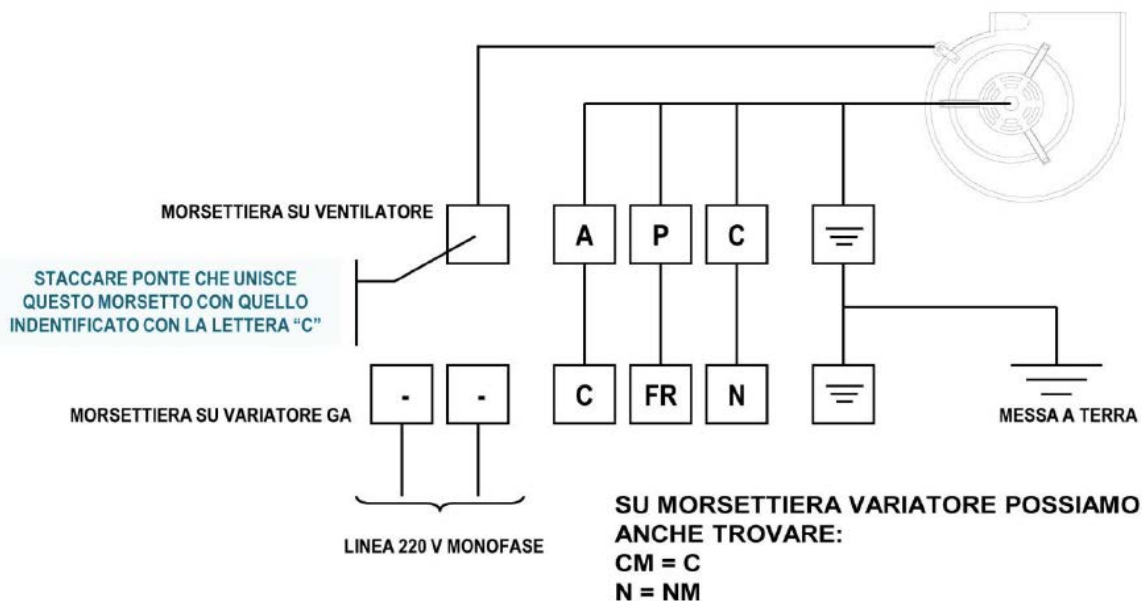 MORSETTIERA SU VENTILATORE
A P C
STACCARE PONTE CHE UNISCE
QUESTO MORSETTO CON QUELLO
INDENTIFICATO CON LA LETTERA “C”
MORSETTIERA SU VARIATORE GA
- - C FR N
MESSA A TERRA
LINEA 220 V MONOFASE
SU MORSETTIERA VARIATORE POSSIAMO
ANCHE TROVARE:
CM = C
N = NM